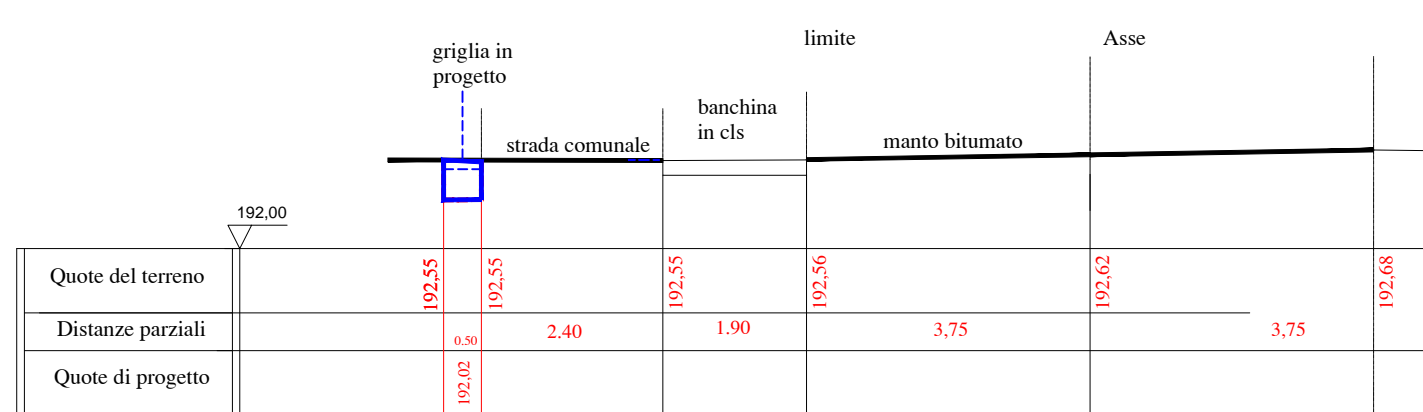 limite
Asse
griglia in
progetto
banchina
in cls
strada comunale
manto bitumato
192,00
Quote del terreno
192,55
192,55
192,55
192,56
192,62
192,68
Distanze parziali
0.50
2.40
1.90
3,75
3,75
Quote di progetto
192,02